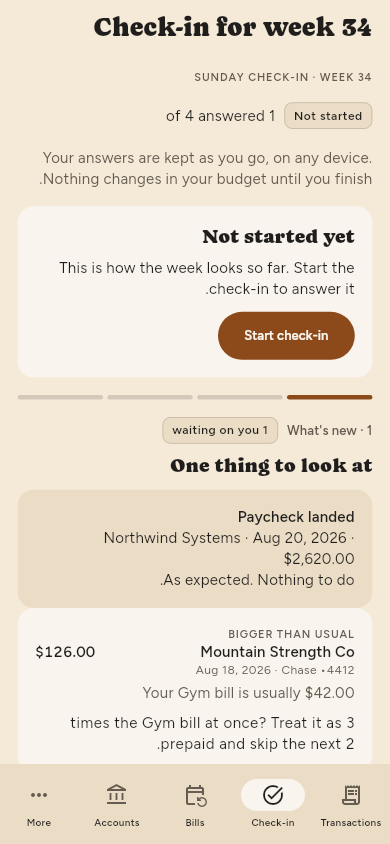 Check-in for week 34
SUNDAY CHECK-IN · WEEK 34
of 4 answered 1 Not started
Your answers are kept as you go, on any device.
.Nothing changes in your budget until you finish
Not started yet
This is how the week looks so far. Start the
.check-in to answer it
Start check-in
waiting on you 1 What's new · 1
One thing to look at
Paycheck landed
Northwind Systems · Aug 20, 2026 ·
$2,620.00
.As expected. Nothing to do
BIGGER THAN USUAL
$126.00 Mountain Strength Co
Aug 18, 2026 · Chase •4412
Your Gym bill is usually $42.00
times the Gym bill at once? Treat it as 3
.prepaid and skip the next 2
More Accounts Bills Check-in Transactions